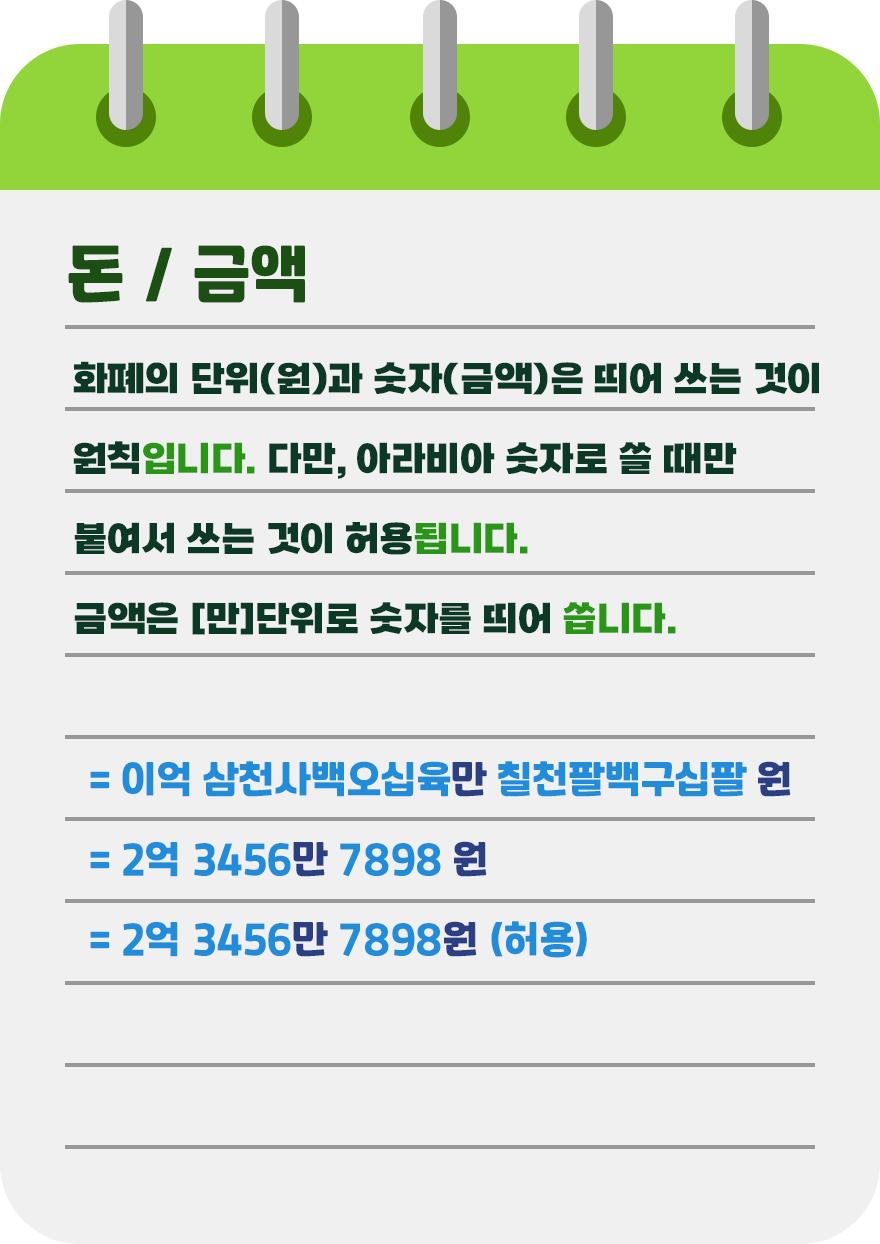 돈 / 금액
화폐의 단위(원)과 숫자(금액)은 띄어 쓰는 것이
원칙입니다. 다만, 아라비아 숫자로 쓸 때만
붙여서 쓰는 것이 허용됩니다.
금액은 [만]단위로 숫자를 띄어 씁니다.
= 이억 삼천사백오십육만 칠천팔백구십팔 원
= 2억 3456만 7898 원
= 2억 3456만 7898원 (허용)